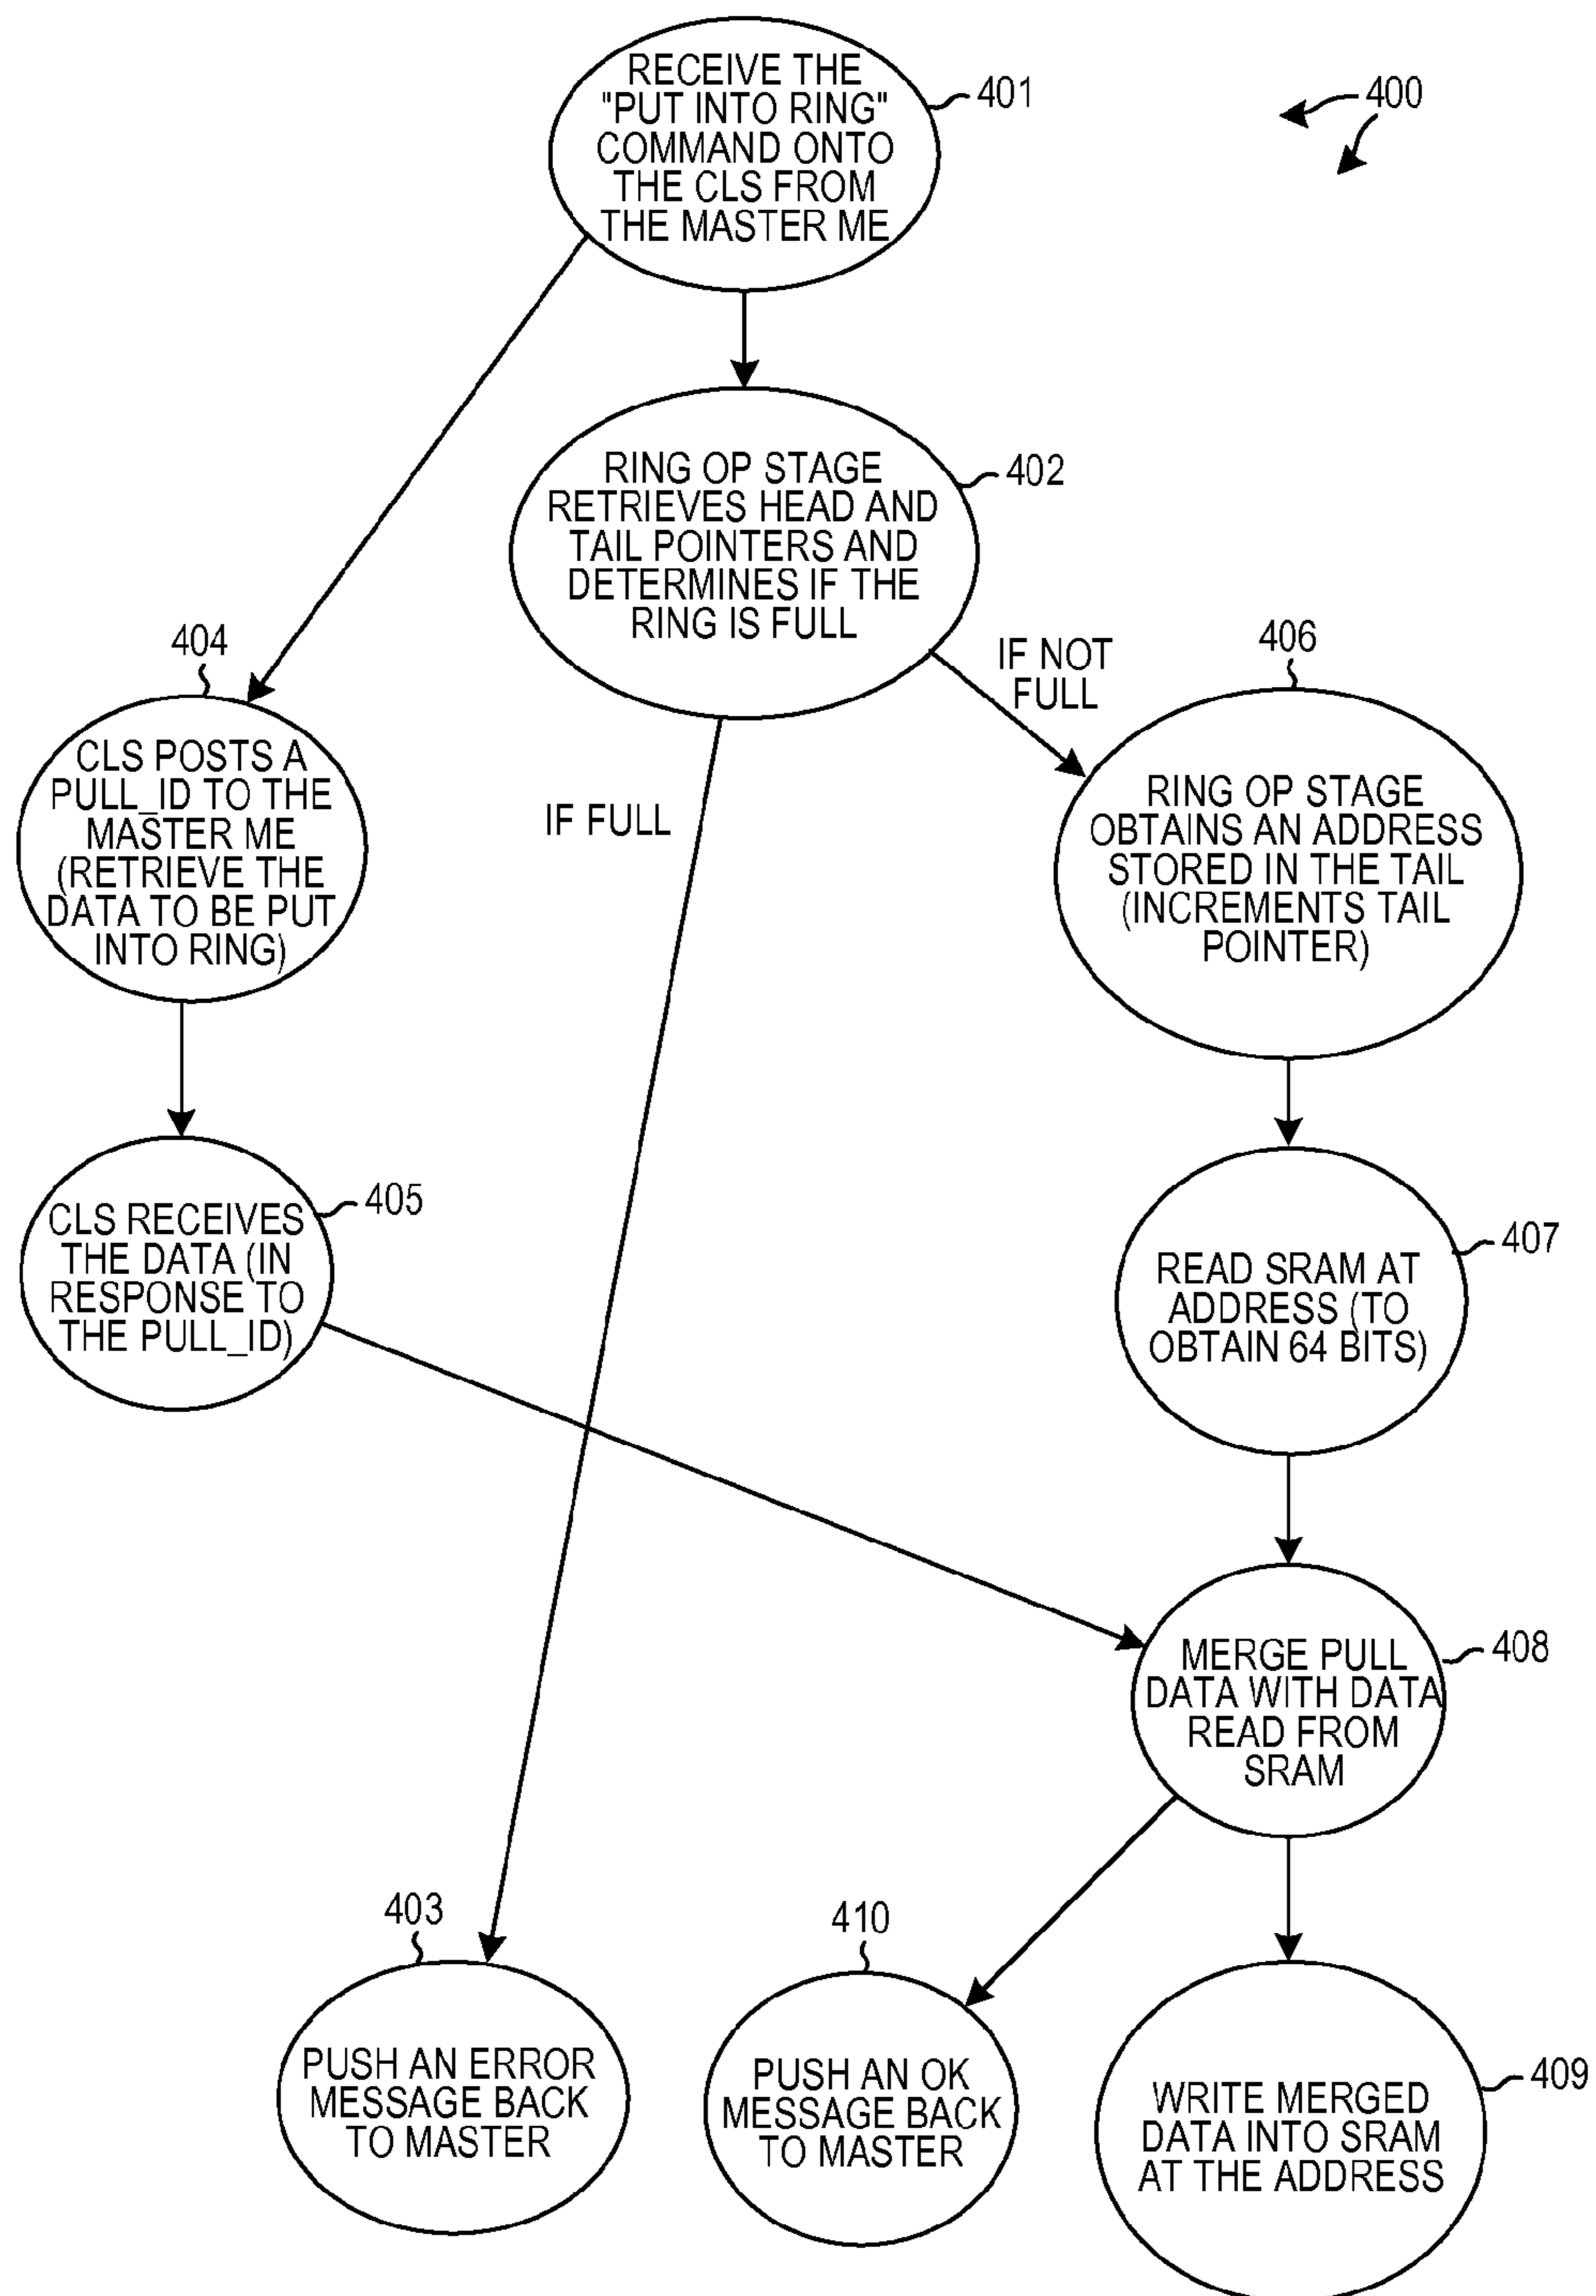 RECEIVE THE
"PUT INTO RING"
COMMAND ONTO
THE CLS FROM
THE MASTER ME
401
400
RING OP STAGE
RETRIEVES HEAD AND
TAIL POINTERS AND
DETERMINES IF THE
RING IS FULL
402
404
CLS POSTS A
PULL_ID TO THE
MASTER ME
(RETRIEVE THE
DATA TO BE PUT
INTO RING)
IF FULL
IF NOT
FULL
406
RING OP STAGE
OBTAINS AN ADDRESS
STORED IN THE TAIL
(INCREMENTS TAIL
POINTER)
CLS RECEIVES
THE DATA (IN
RESPONSE TO
THE PULL_ID)
405
READ SRAM AT
ADDRESS (TO
OBTAIN 64 BITS)
407
MERGE PULL
DATA WITH DATA
READ FROM
SRAM
408
403
PUSH AN ERROR
MESSAGE BACK
TO MASTER
410
PUSH AN OK
MESSAGE BACK
TO MASTER
WRITE MERGED
DATA INTO SRAM
AT THE ADDRESS
409